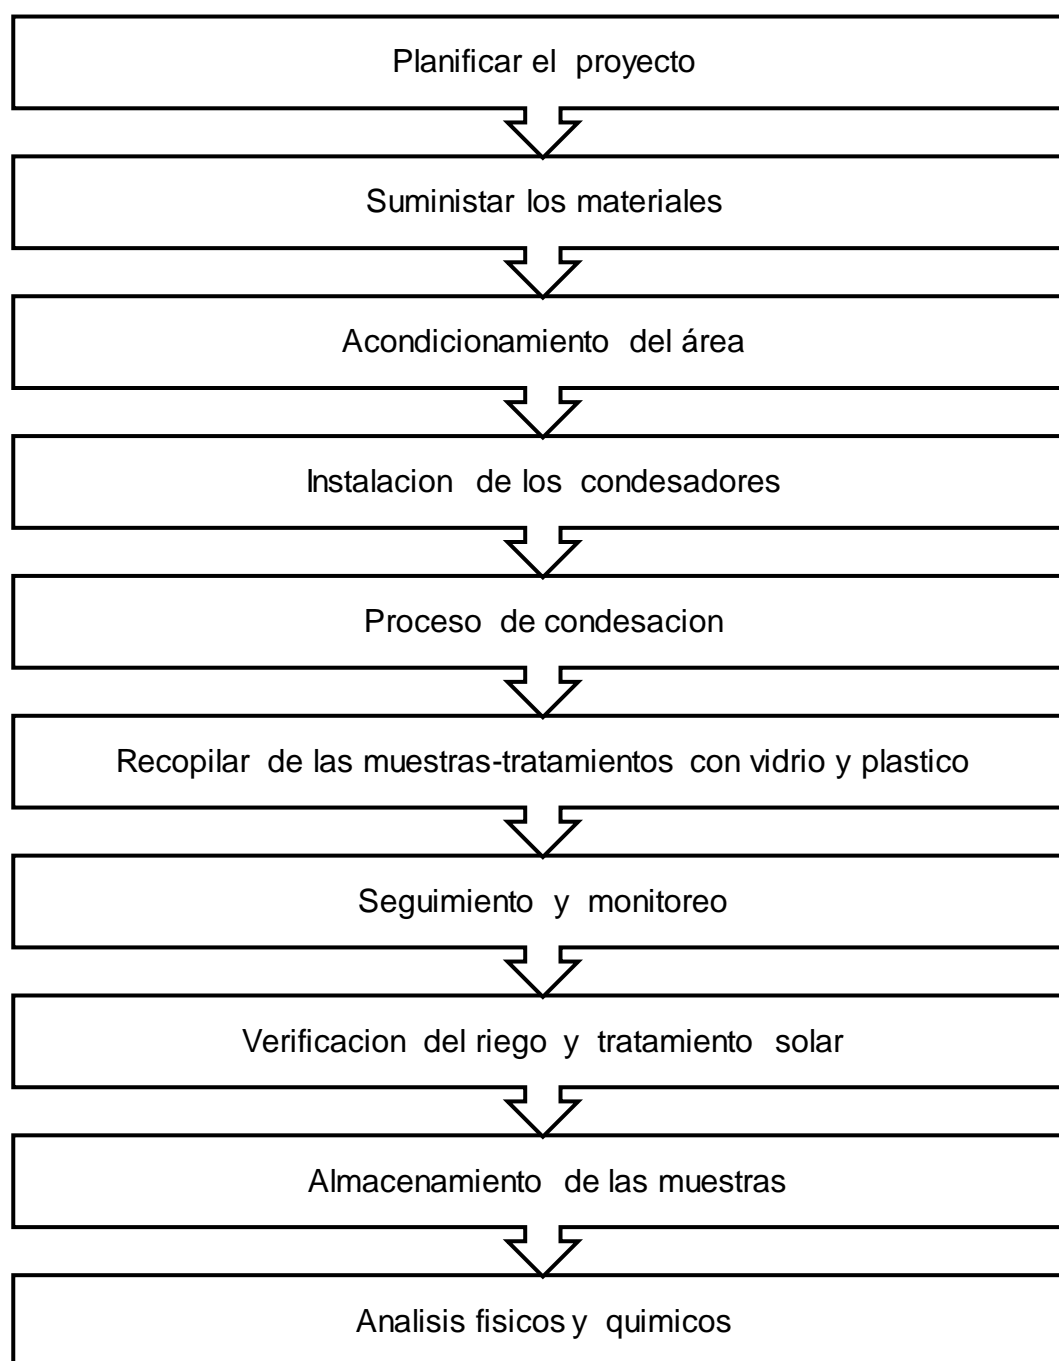 Planificar el proyecto
Suministar los materiales
Acondicionamiento del área
Instalacion de los condesadores
Proceso de condesacion
Recopilar de las muestras-tratamientos con vidrio y plastico
Seguimiento y monitoreo
Verificacion del riego y tratamiento solar
Almacenamiento de las muestras
Analisis fisicos y quimicos